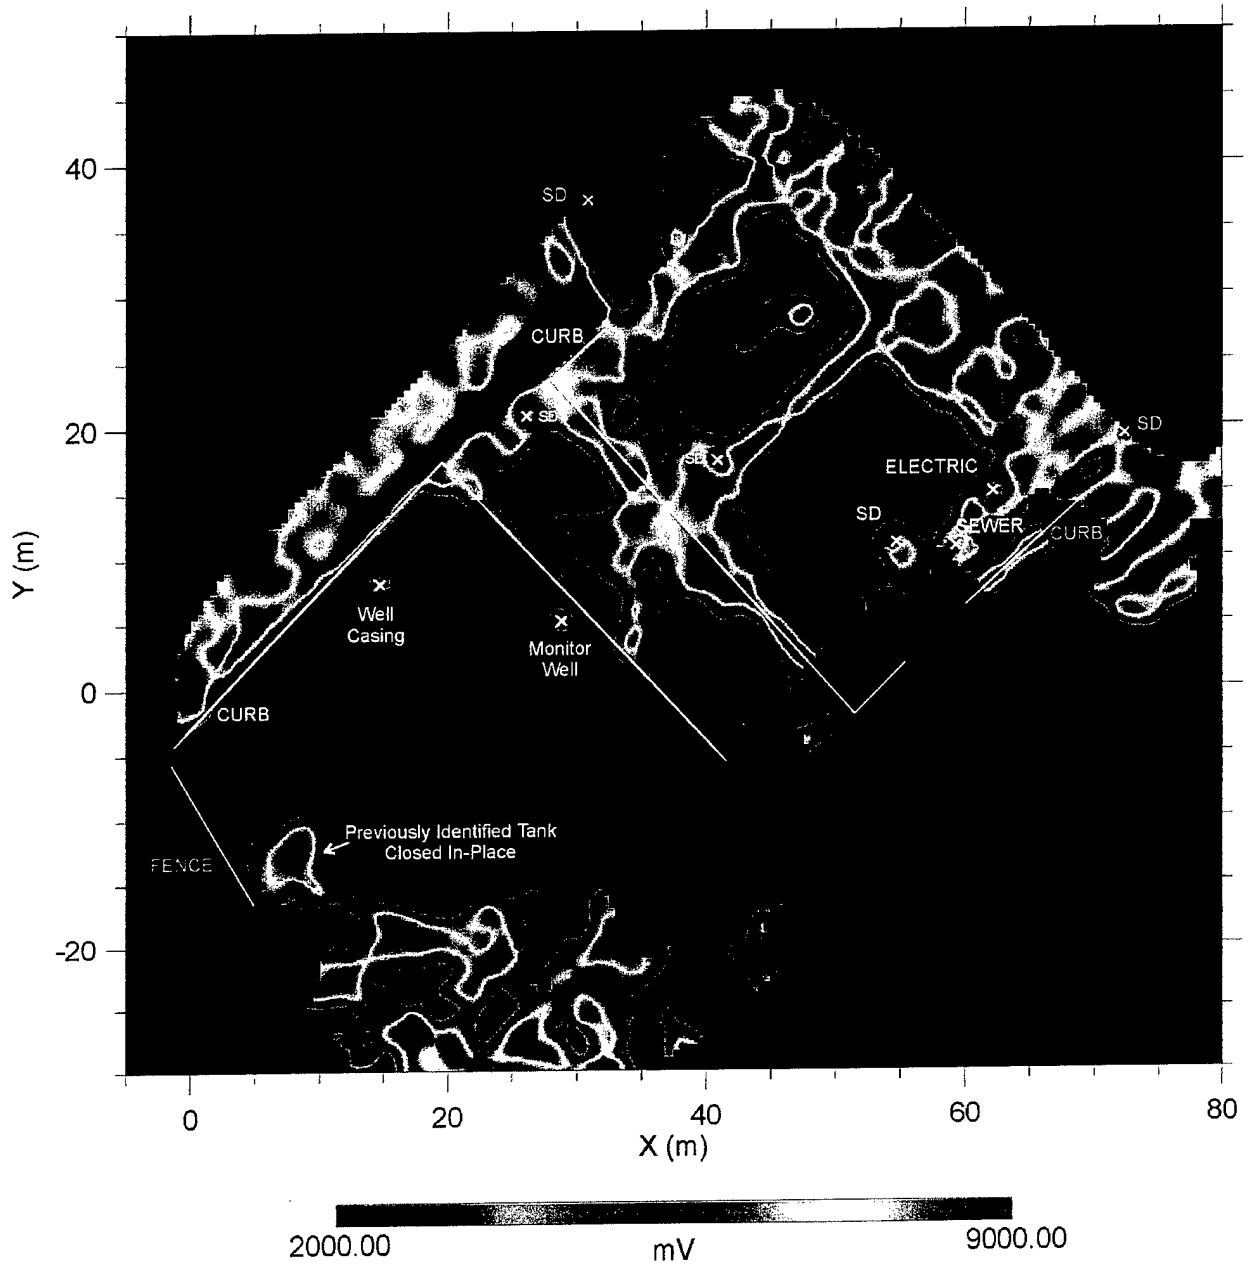 40
SD
CURB
20
SD
SD
SD
ELECTRIC
SD
SEWER
CURB
Well
Casing
Monitor
Well
0
CURB
Previously Identified Tank
Closed In-Place
FENCE
-20
Y (m)
0
20
40
60
80
X (m)
2000.00
mV
9000.00